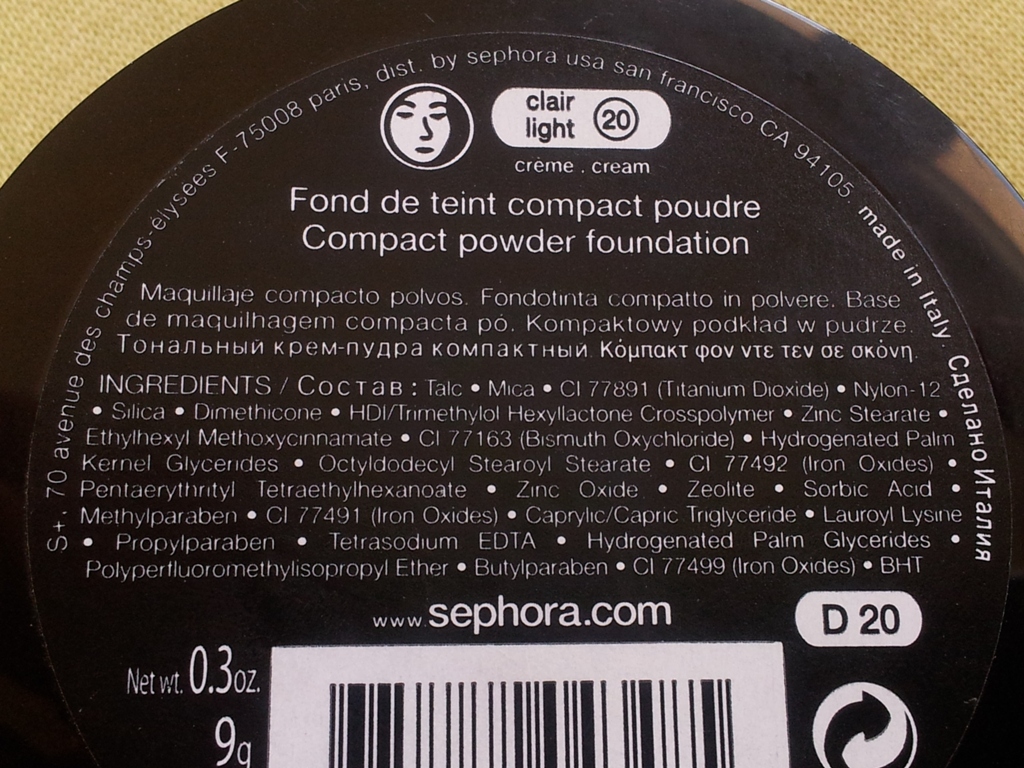 S+. 70 avenue des champs-élysées F-75008 paris, dist. by sephora usa san francisco CA 94105. made in Italy. Сделано Италия
clair
light
20
crème . cream
Fond de teint compact poudre
Compact powder foundation
Maquillaje compacto polvos. Fondotinta compatto in polvere. Base
de maquilhagem compacta pó. Kompaktowy podkład w pudrze.
Тональный крем-пудра компактный. Κόμπακτ φον ντε τεν σε σκόνη.
INGREDIENTS / Состав : Talc • Mica • CI 77891 (Titanium Dioxide) • Nylon-12
• Silica • Dimethicone • HDI/Trimethylol Hexyllactone Crosspolymer • Zinc Stearate •
Ethylhexyl Methoxycinnamate • CI 77163 (Bismuth Oxychloride) • Hydrogenated Palm
Kernel Glycerides • Octyldodecyl Stearoyl Stearate • CI 77492 (Iron Oxides) •
Pentaerythrityl Tetraethylhexanoate • Zinc Oxide • Zeolite • Sorbic Acid •
Methylparaben • CI 77491 (Iron Oxides) • Caprylic/Capric Triglyceride • Lauroyl Lysine
• Propylparaben • Tetrasodium EDTA • Hydrogenated Palm Glycerides •
Polyperfluoromethylisopropyl Ether • Butylparaben • CI 77499 (Iron Oxides) • BHT
www.sephora.com
D 20
Net wt. 0.3oz.
9g